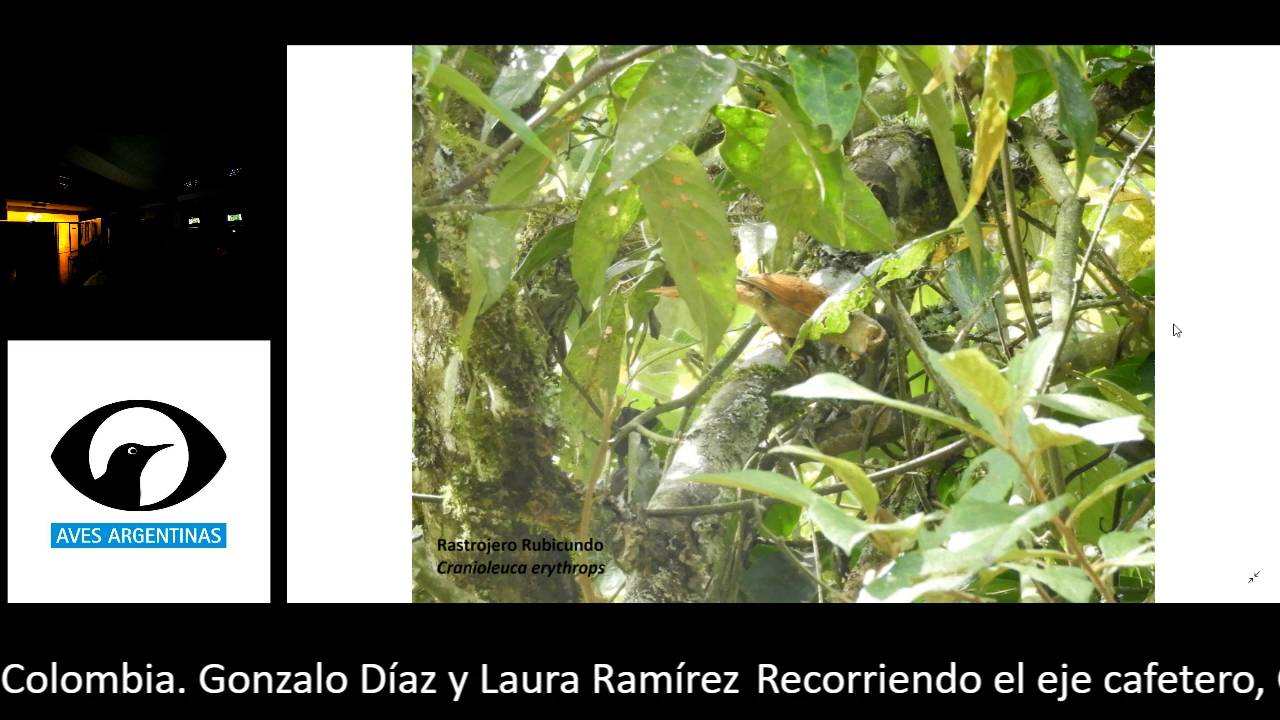 Rastrojero Rubicundo
Cranioleuca erythrops
AVES ARGENTINAS
Colombia. Gonzalo Díaz y Laura Ramírez Recorriendo el eje cafetero,